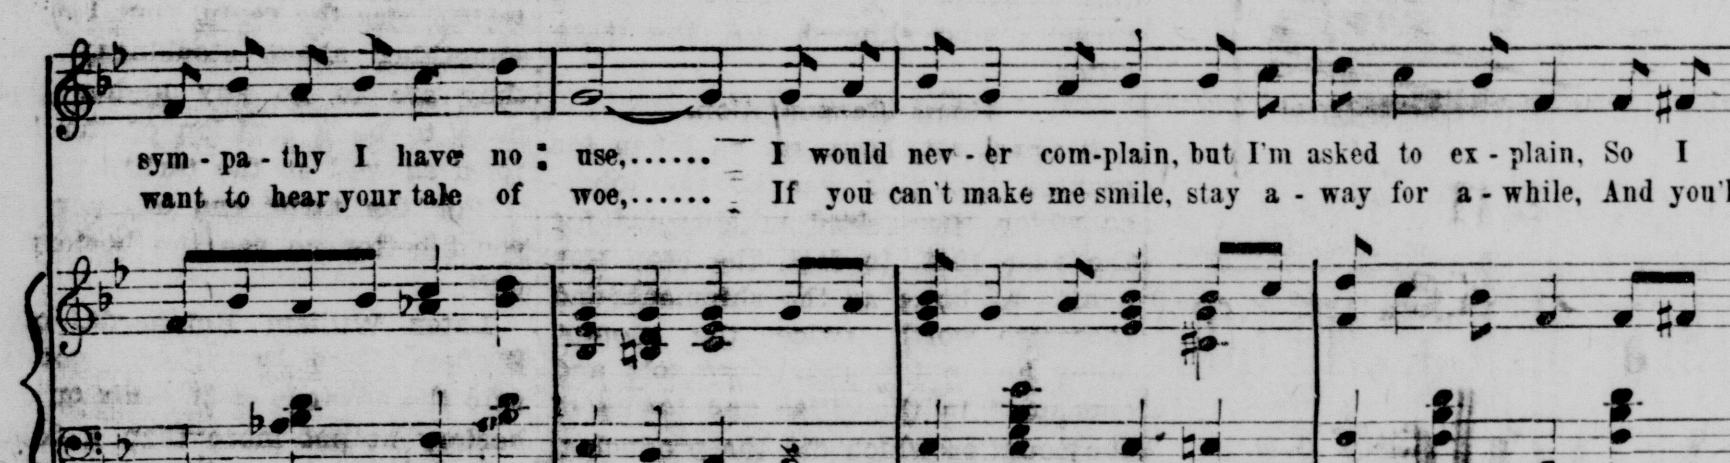 sym - pa - thy I have no use,...... I would nev - er com-plain, but I'm asked to ex - plain, So I
want to hear your tale of woe,...... If you can't make me smile, stay a - way for a - while, And you'l